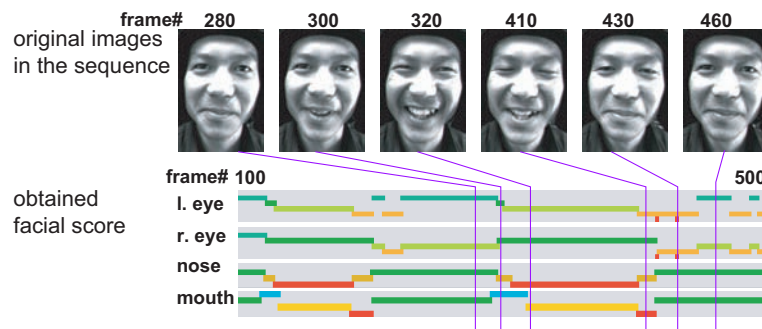 frame# 280 300 320 410 430 460
original images
in the sequence
frame# 100 500
obtained
facial score
l. eye
r. eye
nose
mouth